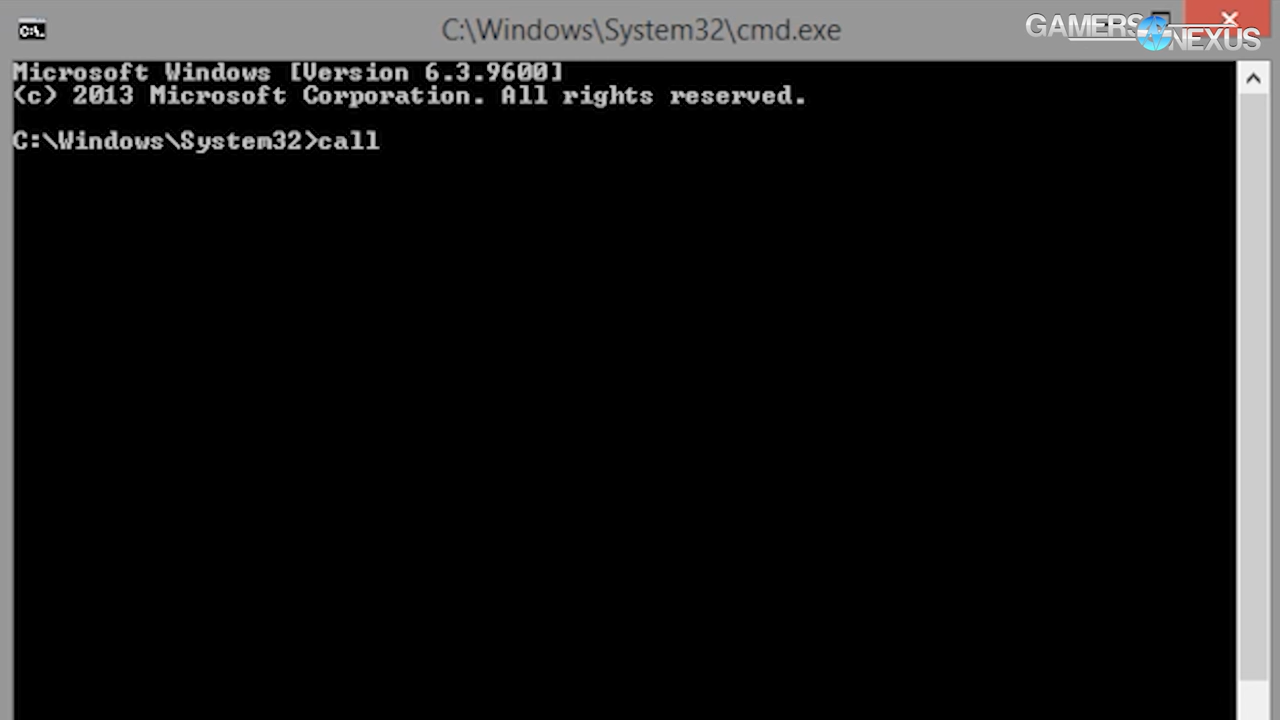 C:\Windows\System32\cmd.exe
GAMERS NEXUS
Microsoft Windows [Version 6.3.9600]
(c) 2013 Microsoft Corporation. All rights reserved.
C:\Windows\System32>call